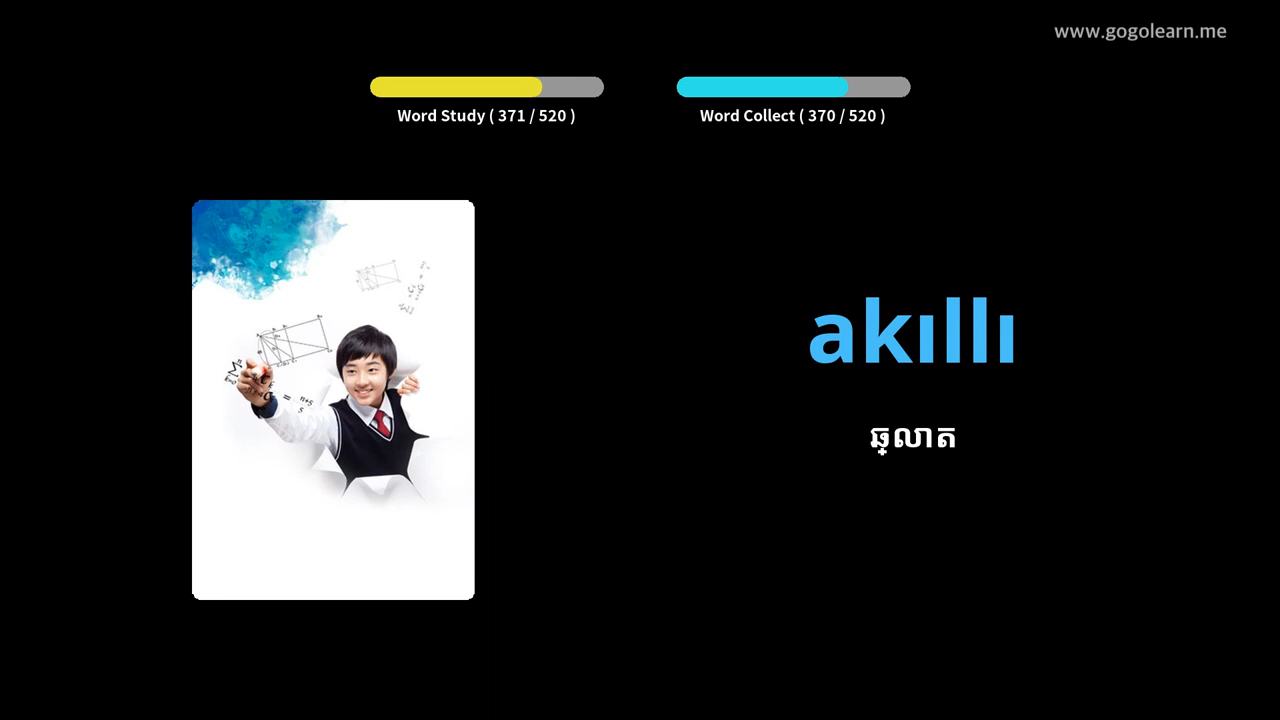 www.gogolearn.me
Word Study ( 371 / 520 )
Word Collect ( 370 / 520 )
akıllı
ឆ្លាត